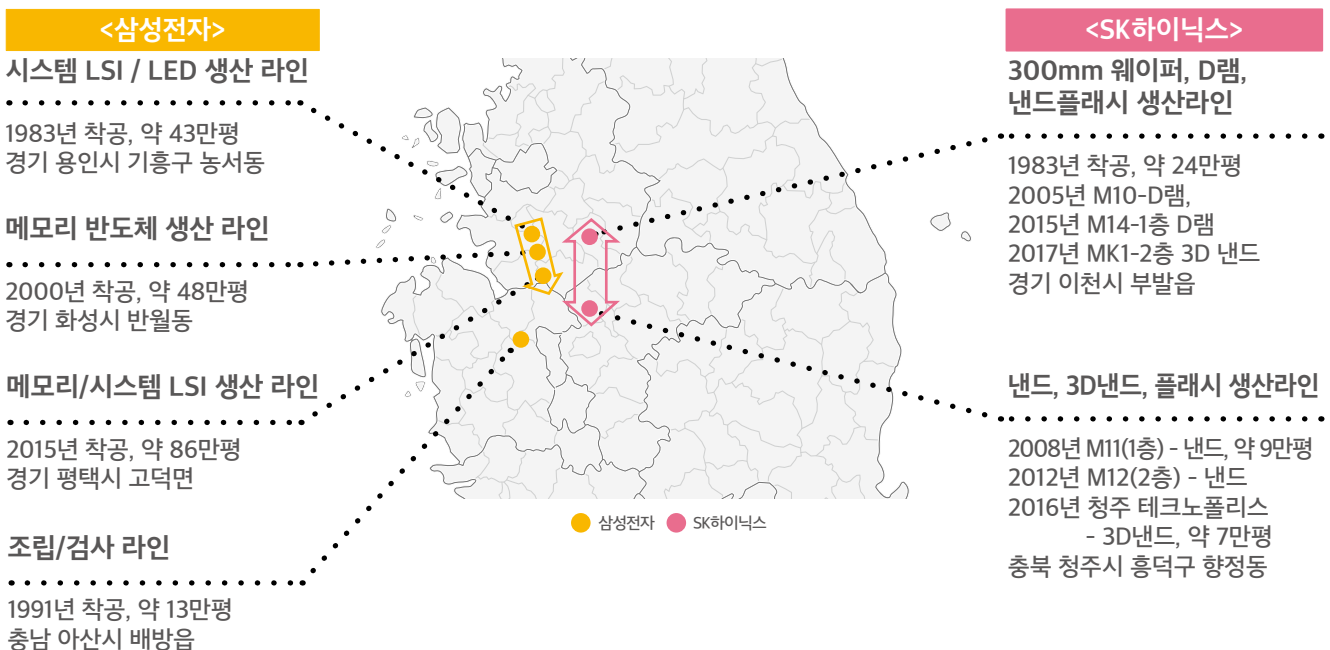 <삼성전자>
시스템 LSI / LED 생산 라인
1983년 착공, 약 43만평
경기 용인시 기흥구 농서동
메모리 반도체 생산 라인
2000년 착공, 약 48만평
경기 화성시 반월동
메모리/시스템 LSI 생산 라인
2015년 착공, 약 86만평
경기 평택시 고덕면
조립/검사 라인
1991년 착공, 약 13만평
충남 아산시 배방읍
삼성전자
SK하이닉스
<SK하이닉스>
300mm 웨이퍼, D램,
낸드플래시 생산라인
1983년 착공, 약 24만평
2005년 M10-D램,
2015년 M14-1층 D램
2017년 MK1-2층 3D 낸드
경기 이천시 부발읍
낸드, 3D낸드, 플래시 생산라인
2008년 M11(1층) - 낸드, 약 9만평
2012년 M12(2층) - 낸드
2016년 청주 테크노폴리스
- 3D낸드, 약 7만평
충북 청주시 흥덕구 향정동